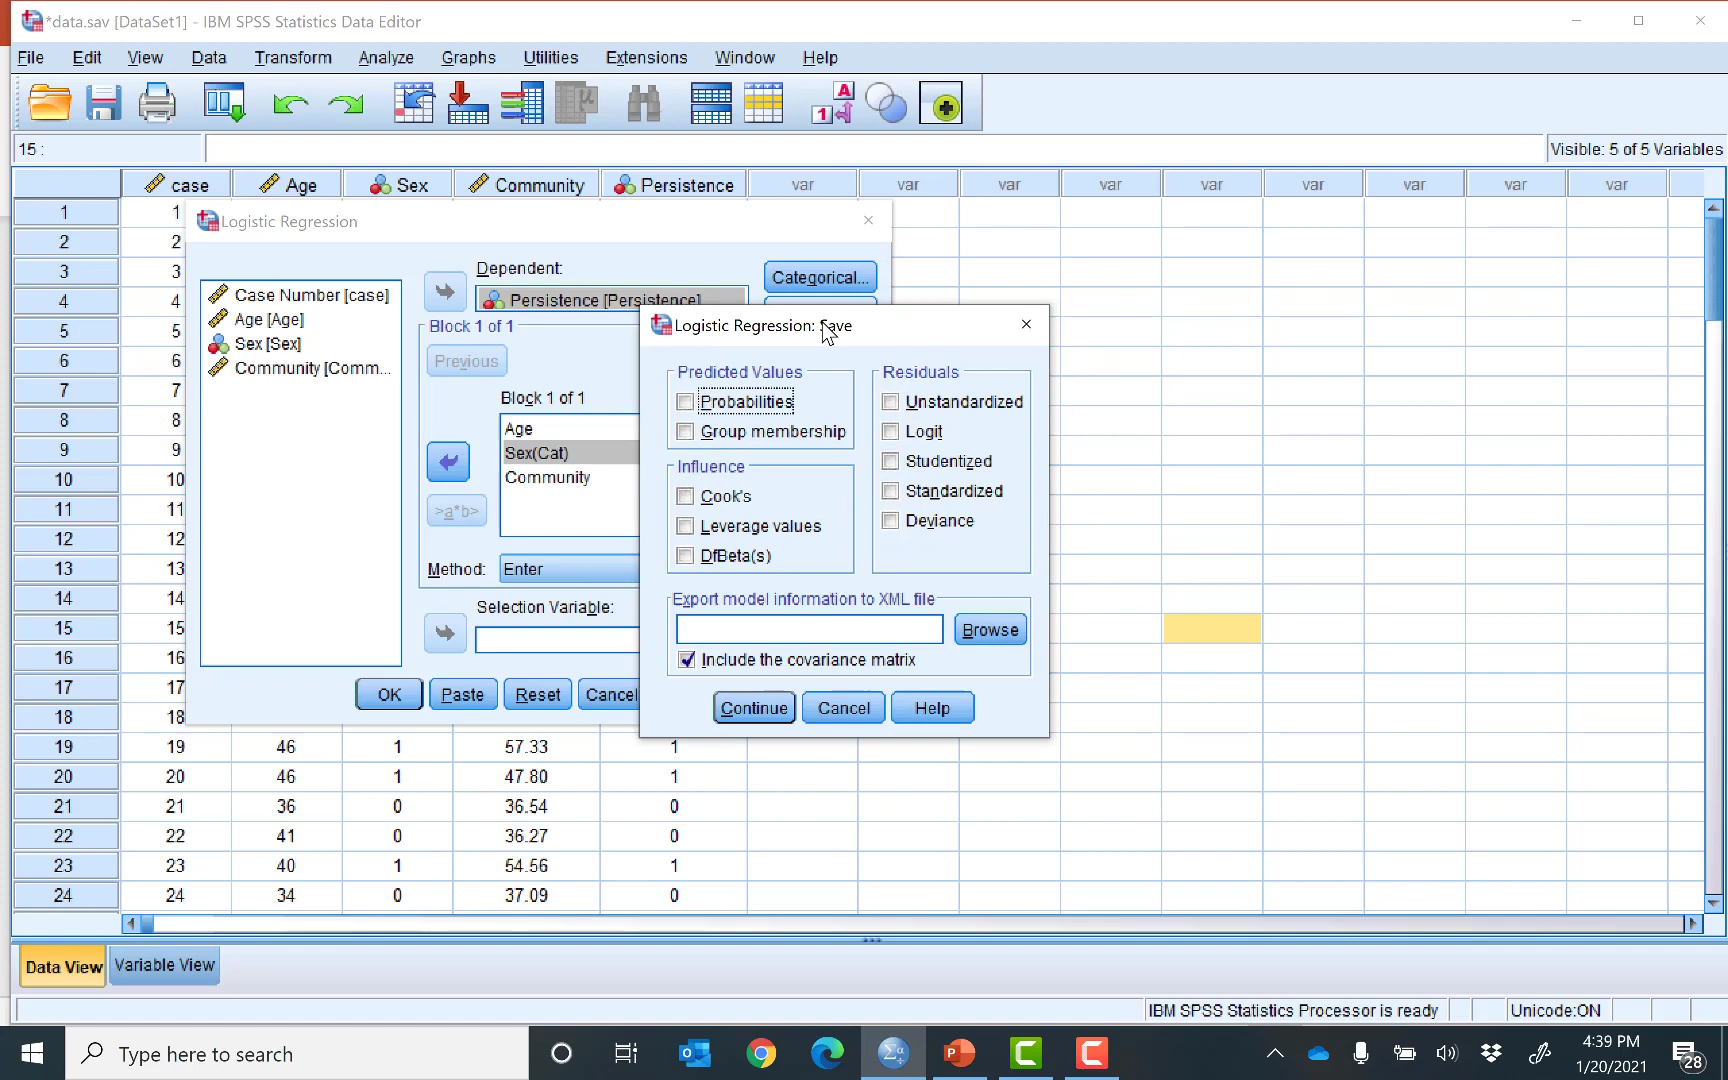 *data.sav [DataSet1] - IBM SPSS Statistics Data Editor
File Edit View Data Transform Analyze Graphs Utilities Extensions Window Help
15 :
Visible: 5 of 5 Variables
case Age Sex Community Persistence var var var var var var var var var
1 1
2 2
3 3
4
5
6
7
8
9
10 10
11 11
12 12
13 13
14 14
15 15
16 16
17 17
18 18
19 19 46 1 57.33 1
20 20 46 1 47.80 1
21 21 36 0 36.54 0
22 22 41 0 36.27 0
23 23 40 1 54.56 1
24 24 34 0 37.09 0
Logistic Regression
Case Number [case]
Age [Age]
Sex [Sex]
Community [Comm...
Dependent:
Persistence [Persistence]
Categorical...
Block 1 of 1
Previous
Block 1 of 1
Age
Sex(Cat)
Community
>a*b>
Method: Enter
Selection Variable:
OK Paste Reset Cancel
Logistic Regression: Save
Predicted Values
Probabilities
Group membership
Influence
Cook's
Leverage values
DfBeta(s)
Residuals
Unstandardized
Logit
Studentized
Standardized
Deviance
Export model information to XML file
Browse
Include the covariance matrix
Continue Cancel Help
Data View Variable View
IBM SPSS Statistics Processor is ready Unicode:ON
Type here to search
4:39 PM
1/20/2021
28